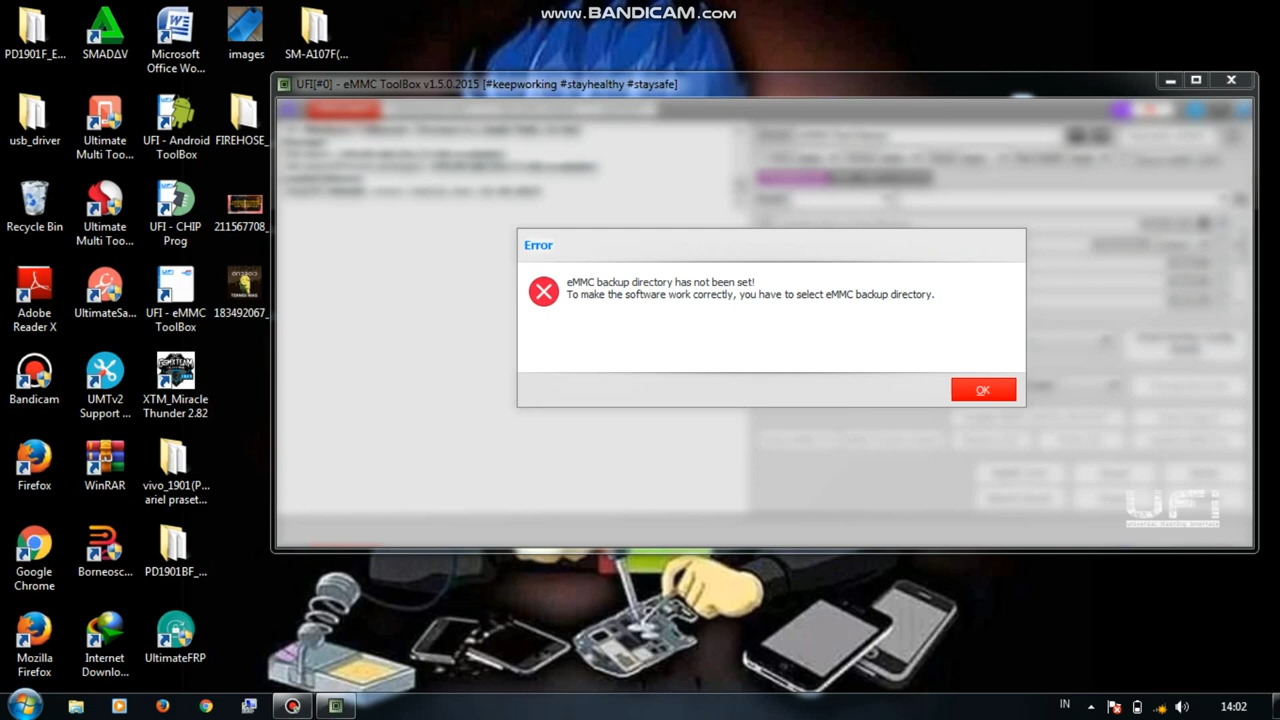 www.BANDICAM.com
PD1901F_E...
SMADΔV
Microsoft
Office Wo...
images
SM-A107F(...
UFI[#0] - eMMC ToolBox v1.5.0.2015 [#keepworking #stayhealthy #staysafe]
usb_driver
Ultimate
Multi Too...
UFI - Android
ToolBox
FIREHOSE_
Recycle Bin
Ultimate
Multi Too...
UFI - CHIP
Prog
211567708_
Error
eMMC backup directory has not been set!
To make the software work correctly, you have to select eMMC backup directory.
OK
Adobe
Reader X
UltimateSa...
UFI - eMMC
ToolBox
183492067_
Bandicam
UMTv2
Support ...
XTM_Miracle
Thunder 2.82
Firefox
WinRAR
vivo_1901(P...
ariel praset...
UFI
Universal Flashing Interface
Google
Chrome
Borneosc...
PD1901BF_...
Mozilla
Firefox
Internet
Downlo...
UltimateFRP
IN
14:02